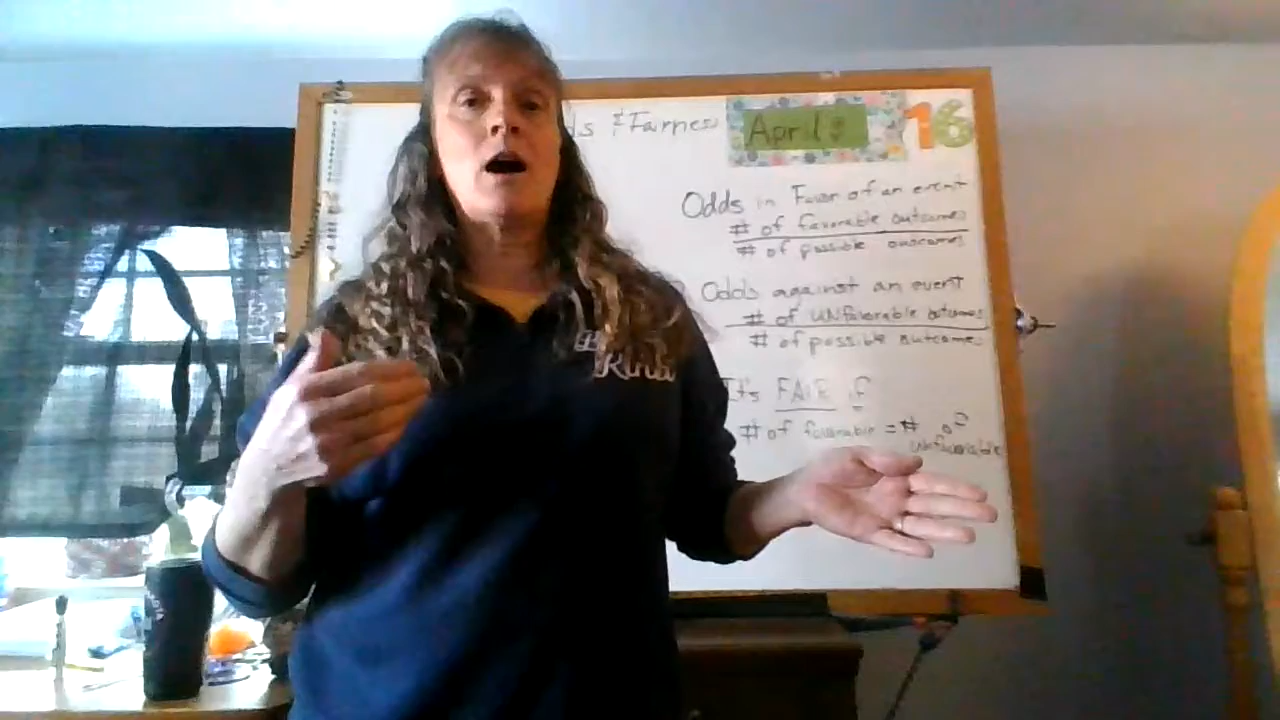 & Fairness
April 16
Odds in Favor of an event
# of favorable outcomes
# of possible outcomes
Odds against an event
# of UNfavorable outcomes
# of possible outcomes
It's FAIR if
# of favorable = # of
unfavorable